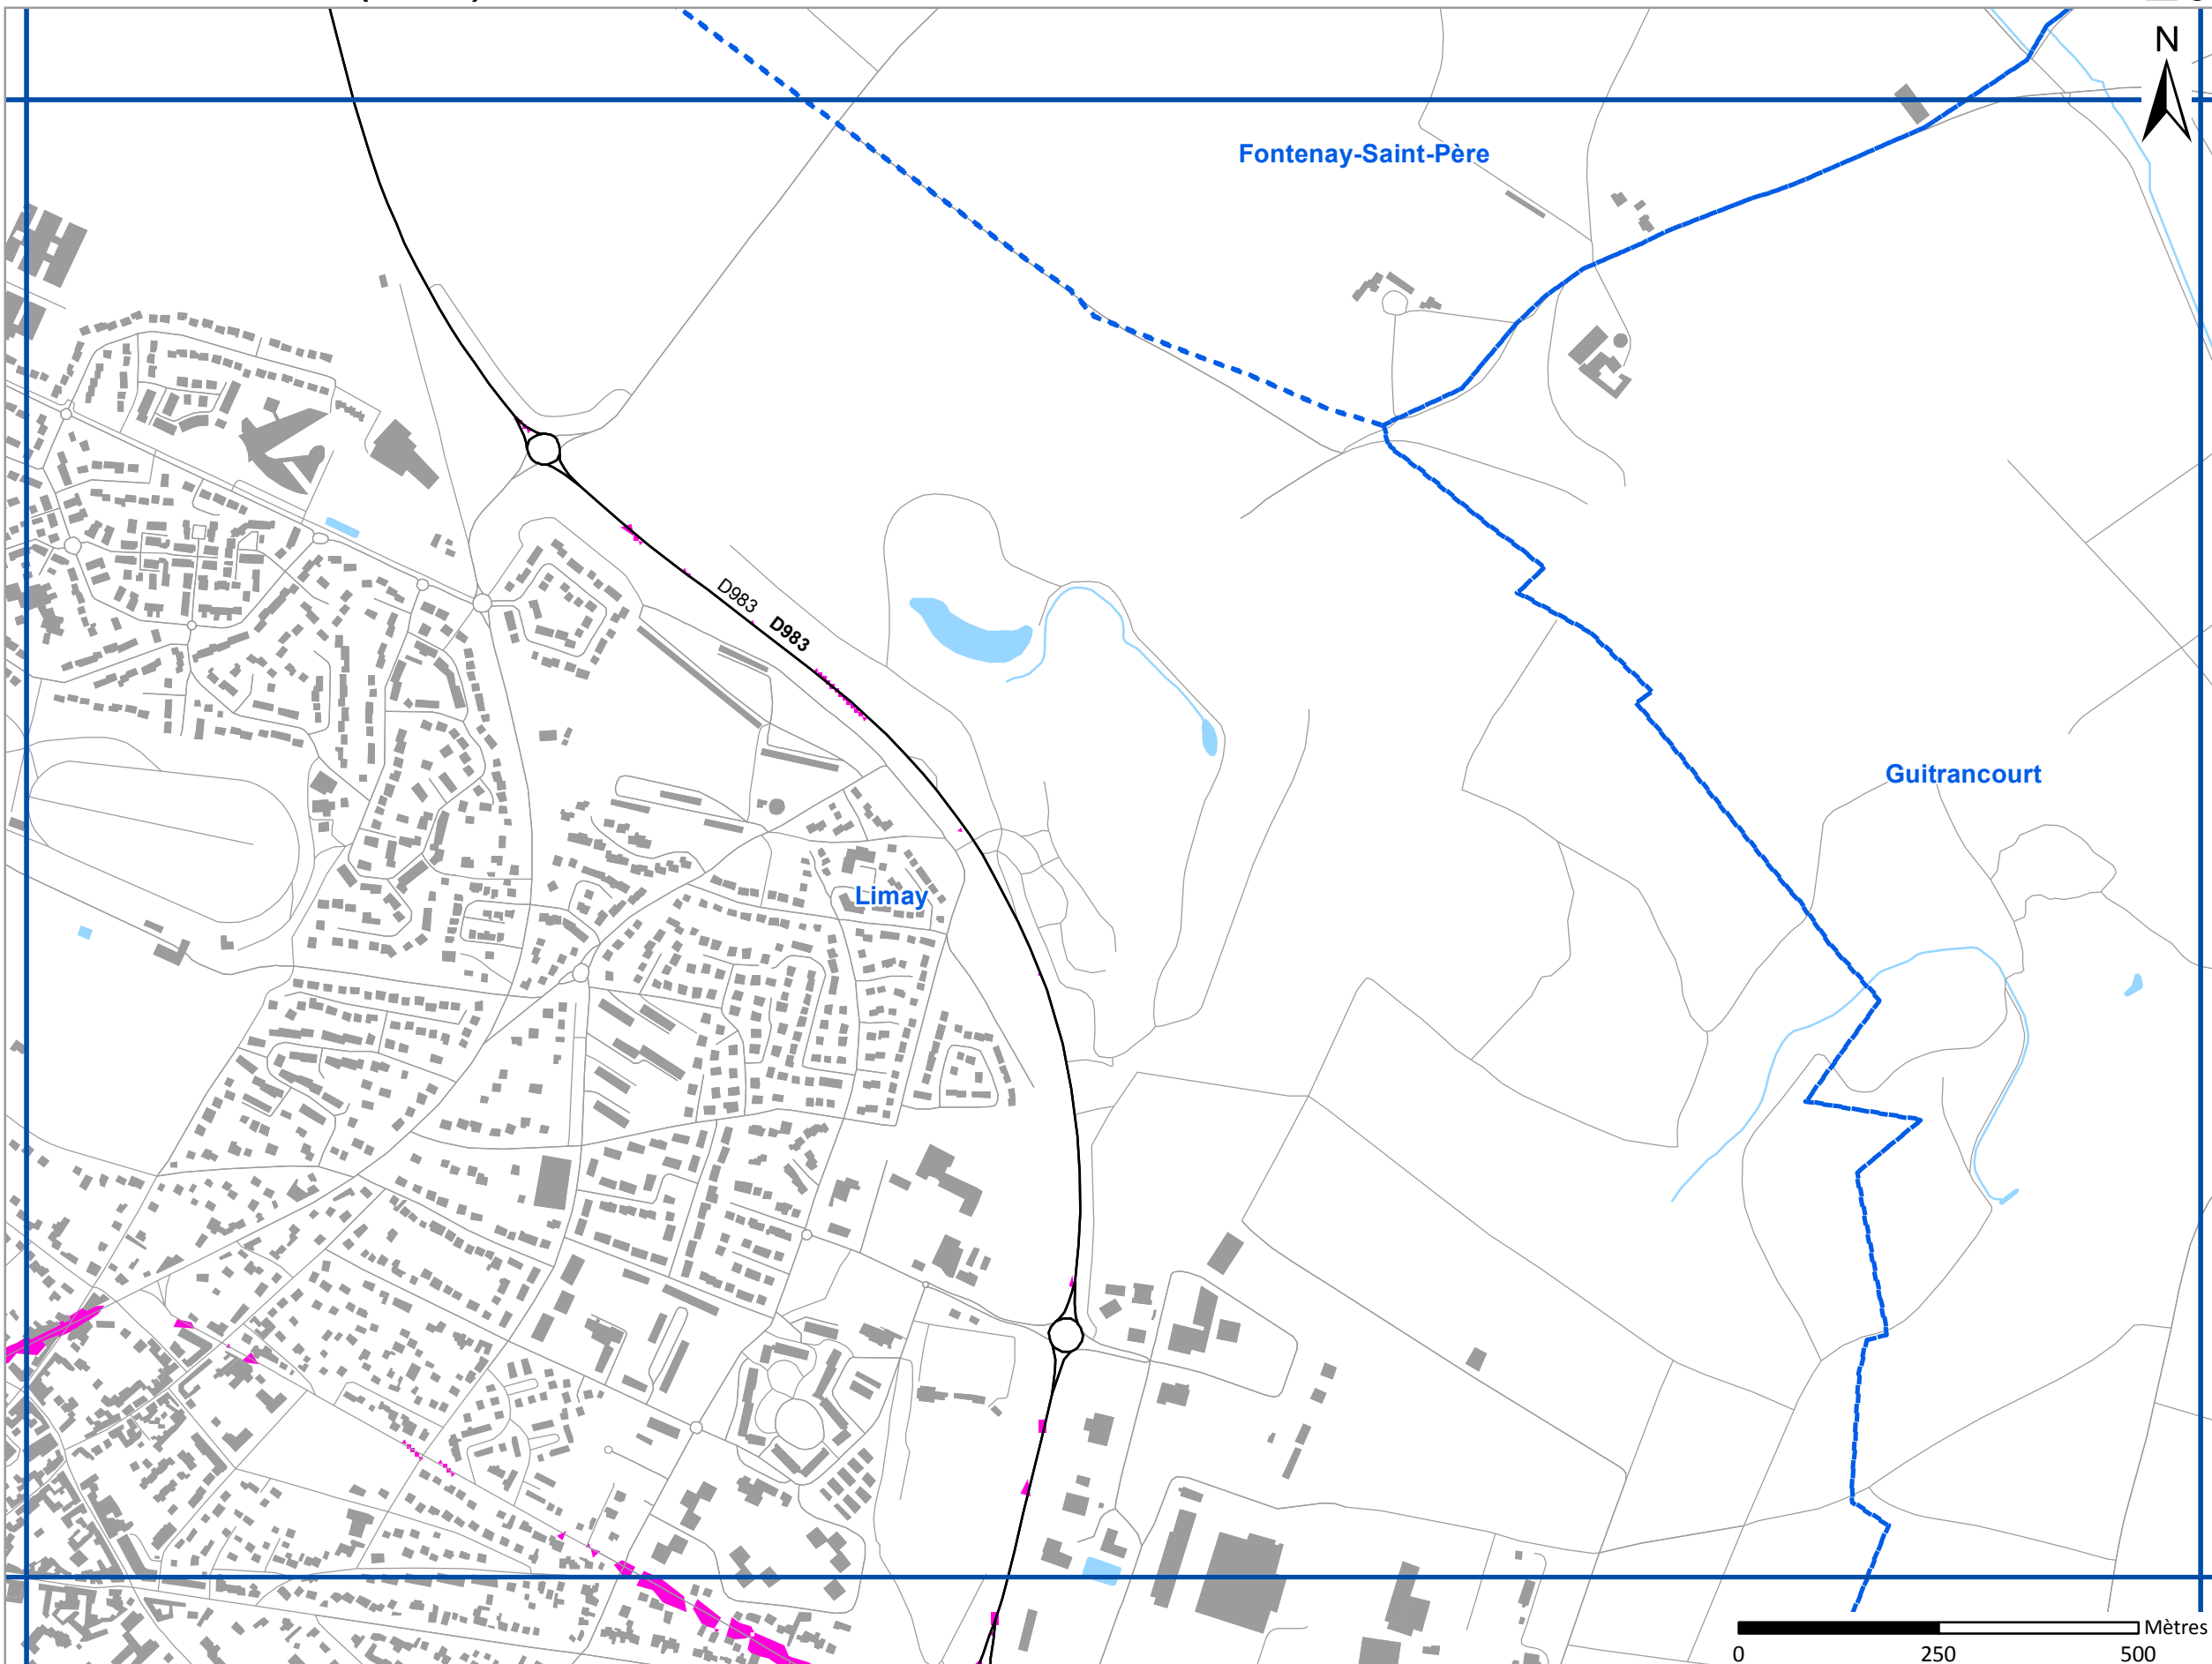 N
Fontenay-Saint-Père
D983
D983
Guitrancourt
Limay
Mètres
0 250 500